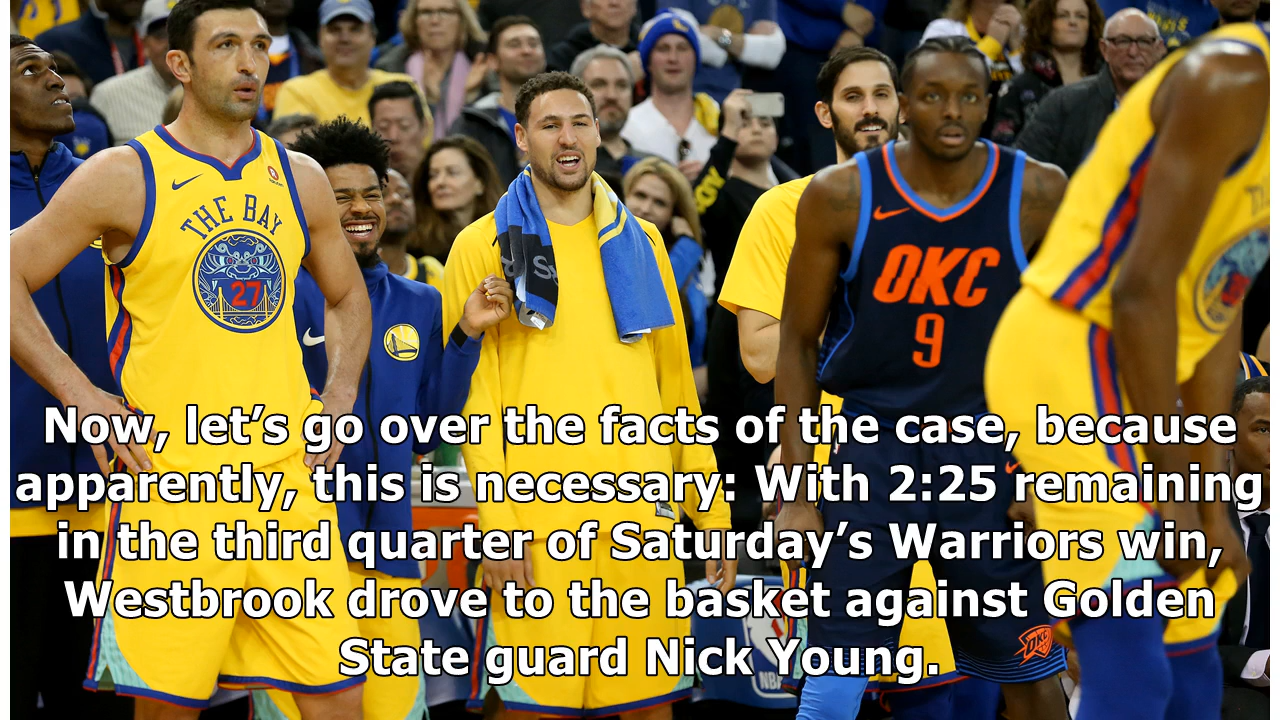 THE BAY
27
OKC
9
Now, let’s go over the facts of the case, because
apparently, this is necessary: With 2:25 remaining
in the third quarter of Saturday’s Warriors win,
Westbrook drove to the basket against Golden
State guard Nick Young.
OKC
NBA